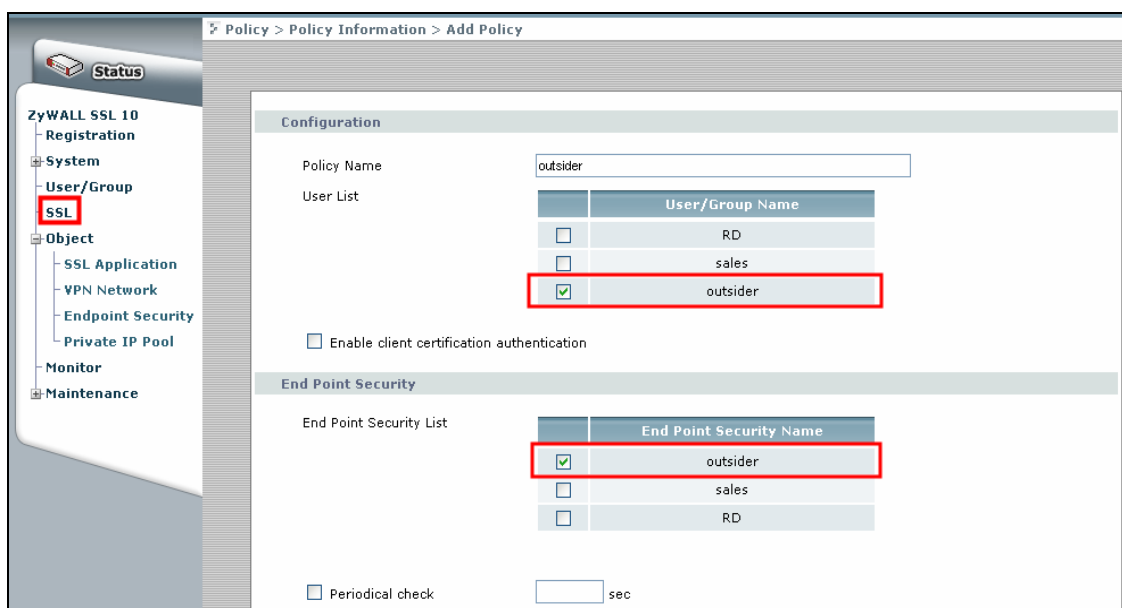 Policy > Policy Information > Add Policy
Status
ZyWALL SSL 10
Registration
System
User/Group
SSL
Object
SSL Application
VPN Network
Endpoint Security
Private IP Pool
Monitor
Maintenance
Configuration
Policy Name
outsider
User List
User/Group Name
RD
sales
outsider
Enable client certification authentication
End Point Security
End Point Security List
End Point Security Name
outsider
sales
RD
Periodical check
sec